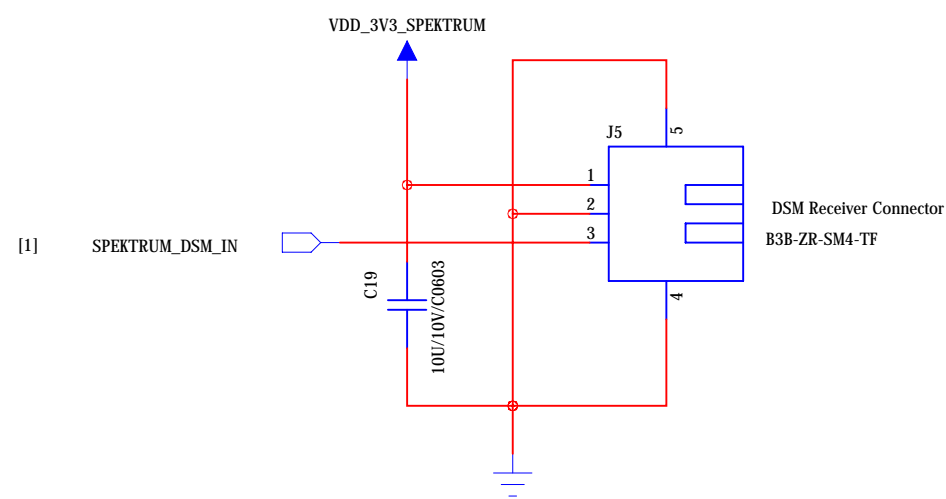 VDD_3V3_SPEKTRUM
J5
5
1
2
3
4
DSM Receiver Connector
B3B-ZR-SM4-TF
[1]
SPEKTRUM_DSM_IN
C19
10U/10V/C0603